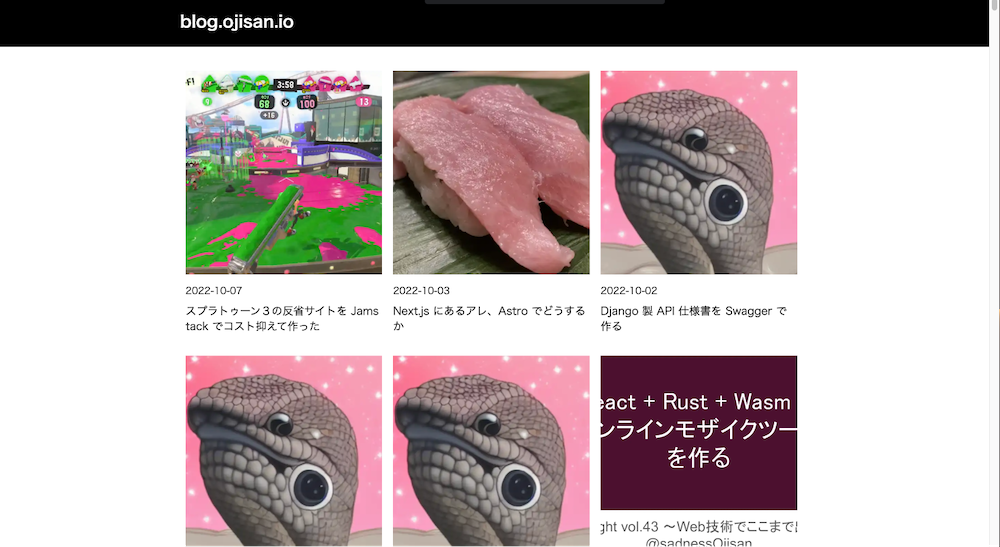 blog.ojisan.io
3:58
9
68
100
13
+16
2022-10-07
スプラトゥーン３の反省サイトを Jams
tack でコスト抑えて作った
2022-10-03
Next.js にあるアレ、Astro でどうする
か
2022-10-02
Django 製 API 仕様書を Swagger で
作る
eact + Rust + Wasm
ンラインモザイクツー
を作る
ght vol.43 〜Web技術でここまで
@sadnessOjisan